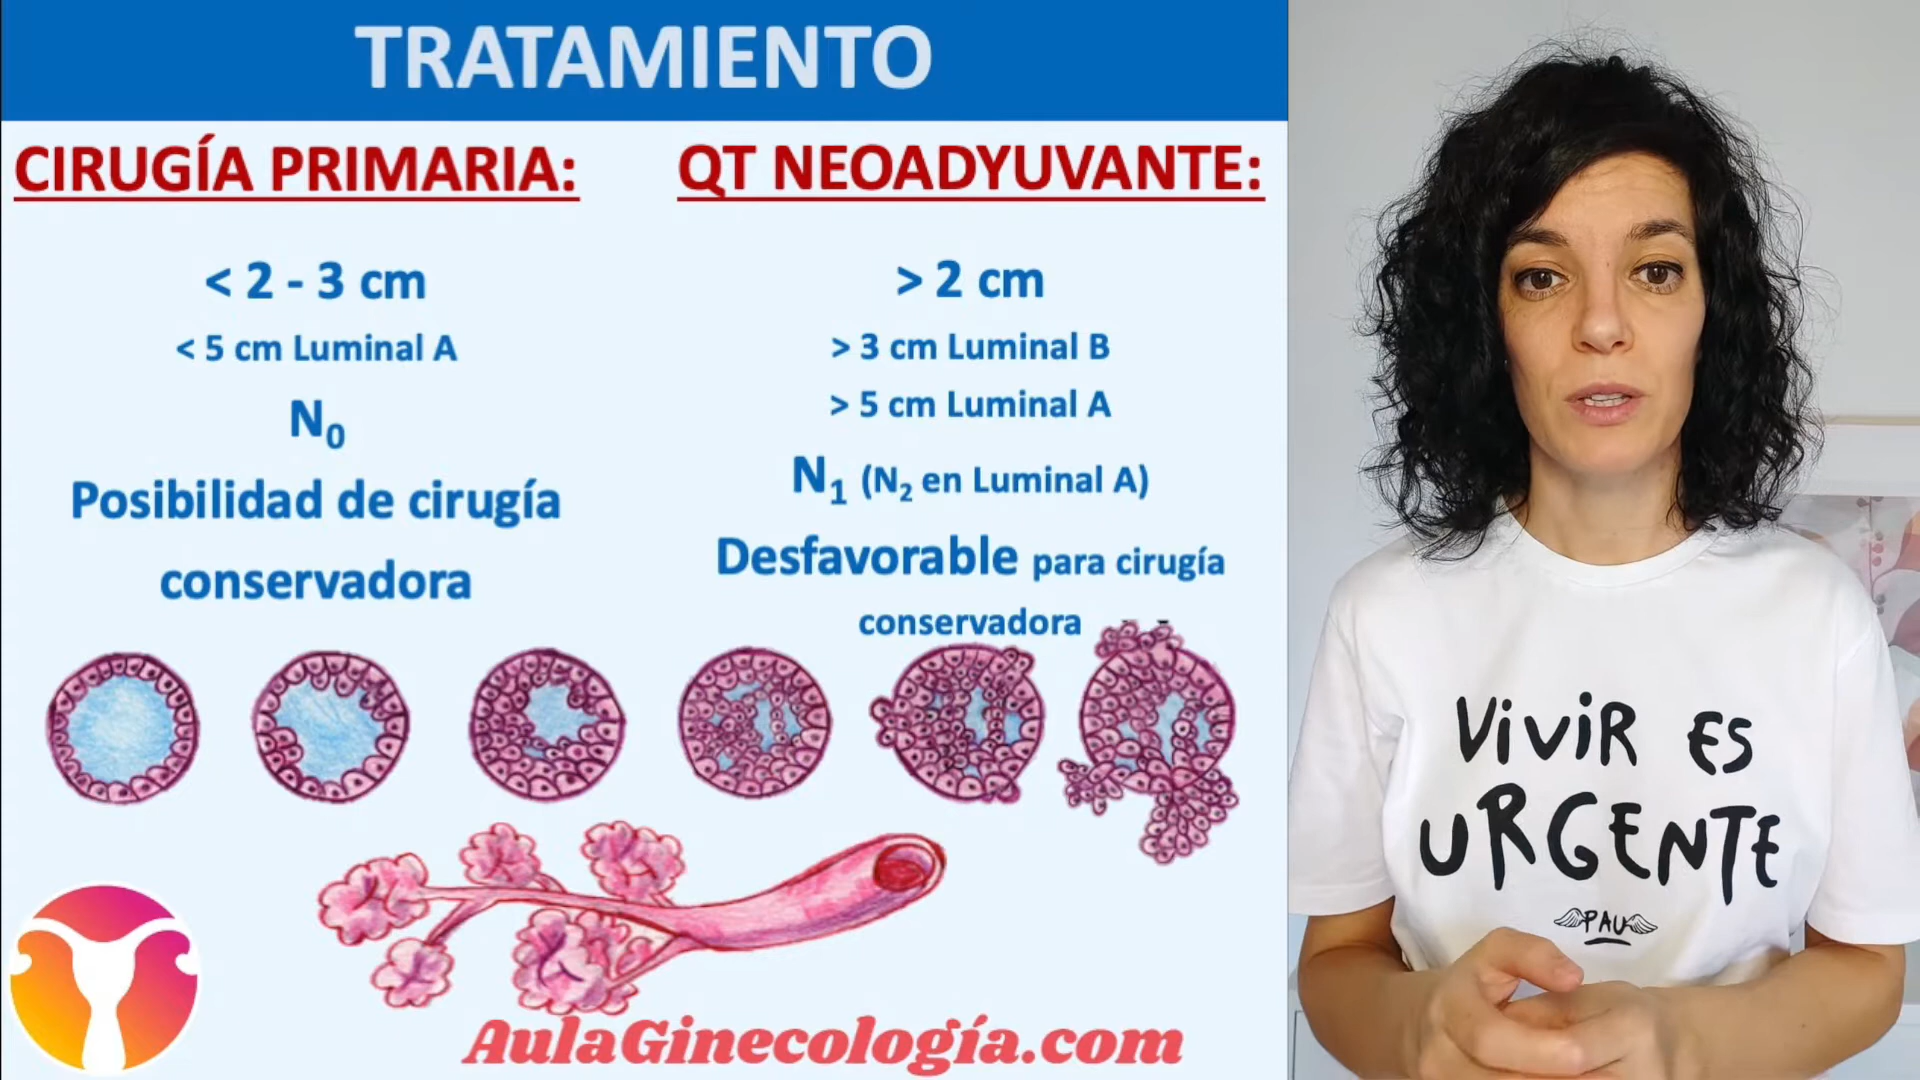 TRATAMIENTO
CIRUGÍA PRIMARIA:
< 2 - 3 cm
< 5 cm Luminal A
N₀
Posibilidad de cirugía
conservadora
QT NEOADYUVANTE:
> 2 cm
> 3 cm Luminal B
> 5 cm Luminal A
N₁ (N₂ en Luminal A)
Desfavorable para cirugía
conservadora
AulaGinecología.com
ViViR ES
URGENTE
PAU